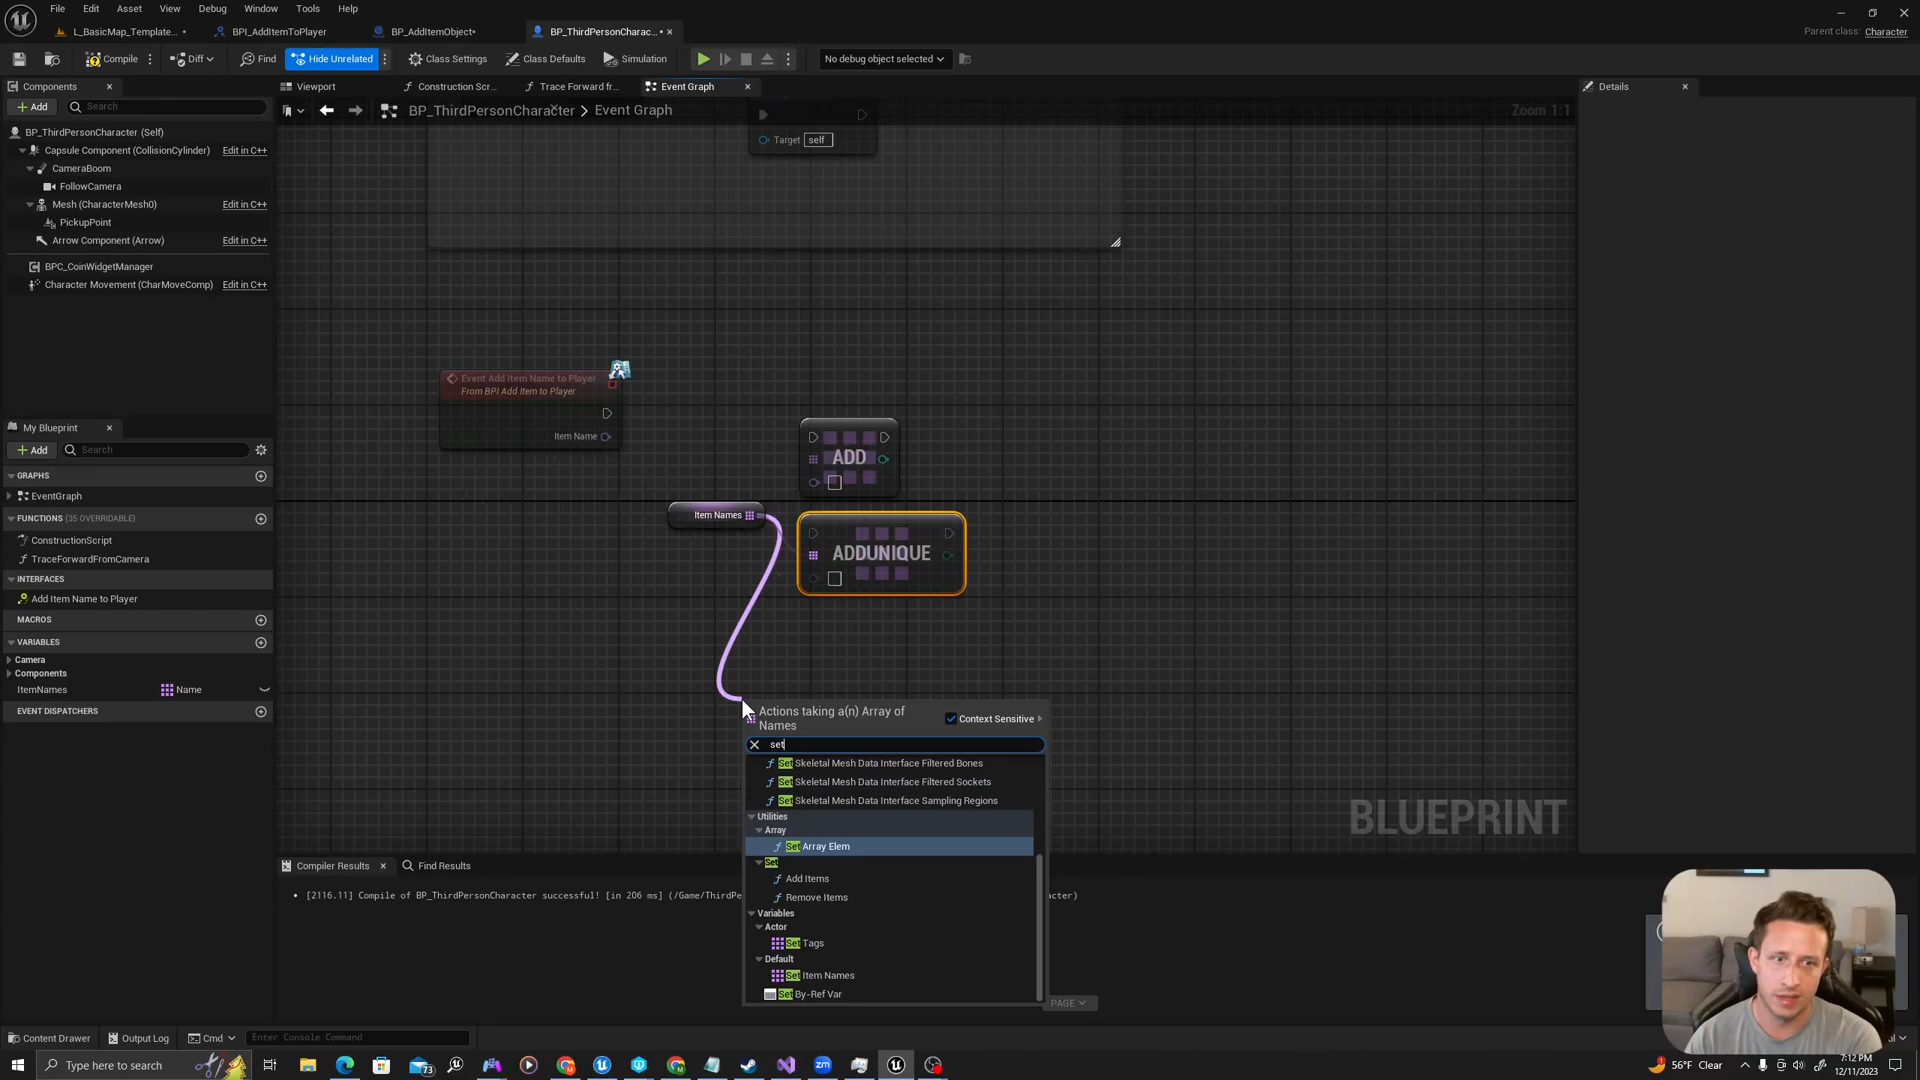 File Edit Asset View Debug Window Tools Help
L_BasicMap_Template... • BPI_AddItemToPlayer BP_AddItemObject• BP_ThirdPersonCharac... •
Parent class: Character
Compile Diff Find Hide Unrelated Class Settings Class Defaults Simulation No debug object selected
Components
Viewport Construction Scr... Trace Forward fr... Event Graph
Details
Add Search
BP_ThirdPersonCharacter > Event Graph
Zoom 1:1
BP_ThirdPersonCharacter (Self)
Capsule Component (CollisionCylinder) Edit in C++
CameraBoom
FollowCamera
Mesh (CharacterMesh0) Edit in C++
PickupPoint
Arrow Component (Arrow) Edit in C++
BPC_CoinWidgetManager
Character Movement (CharMoveComp) Edit in C++
Target self
Event Add Item Name to Player
From BPI Add Item to Player
Item Name
ADD
Item Names
ADDUNIQUE
My Blueprint
Add Search
GRAPHS
EventGraph
FUNCTIONS (35 OVERRIDABLE)
ConstructionScript
TraceForwardFromCamera
INTERFACES
Add Item Name to Player
MACROS
VARIABLES
Camera
Components
ItemNames Name
EVENT DISPATCHERS
Actions taking a(n) Array of
Names
Context Sensitive
set
Set Skeletal Mesh Data Interface Filtered Bones
Set Skeletal Mesh Data Interface Filtered Sockets
Set Skeletal Mesh Data Interface Sampling Regions
Utilities
Array
Set Array Elem
Set
Add Items
Remove Items
Variables
Actor
Set Tags
Default
Set Item Names
Set By-Ref Var
BLUEPRINT
Compiler Results Find Results
[2116.11] Compile of BP_ThirdPersonCharacter successful! [in 206 ms] (/Game/ThirdPe
acter)
PAGE
Content Drawer Output Log Cmd Enter Console Command
Type here to search
73
56°F Clear
7:12 PM
12/11/2023